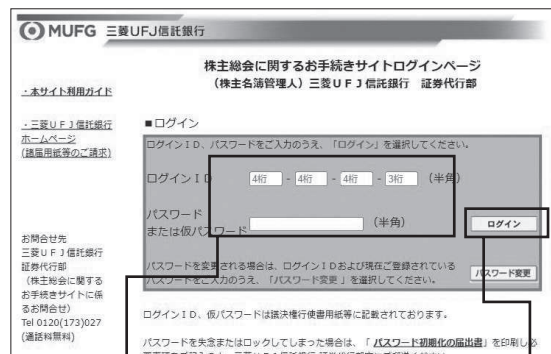 MUFG 三菱UFJ信託銀行
株主総会に関するお手続きサイトログインページ
（株主名簿管理人）三菱ＵＦＪ信託銀行　証券代行部
・本サイト利用ガイド
・三菱ＵＦＪ信託銀行
ホームページ
(諸届用紙等のご請求)
お問合せ先
三菱ＵＦＪ信託銀行
証券代行部
（株主総会に関する
お手続きサイトに係
るお問合せ）
Tel 0120(173)027
(通話料無料)
■ログイン
ログインＩＤ、パスワードをご入力のうえ、「ログイン」を選択してください。
ログインＩＤ 4桁 - 4桁 - 4桁 - 3桁 （半角）
パスワード
または仮パスワード （半角）
ログイン
パスワードを変更される場合は、ログインＩＤおよび現在ご登録されている
パスワードをご入力のうえ、「パスワード変更」を選択してください。
パスワード変更
ログインＩＤ、仮パスワードは議決権行使書用紙等に記載されております。
パスワードを失念またはロックしてしまった場合は、「パスワード初期化の届出書」を印刷し必